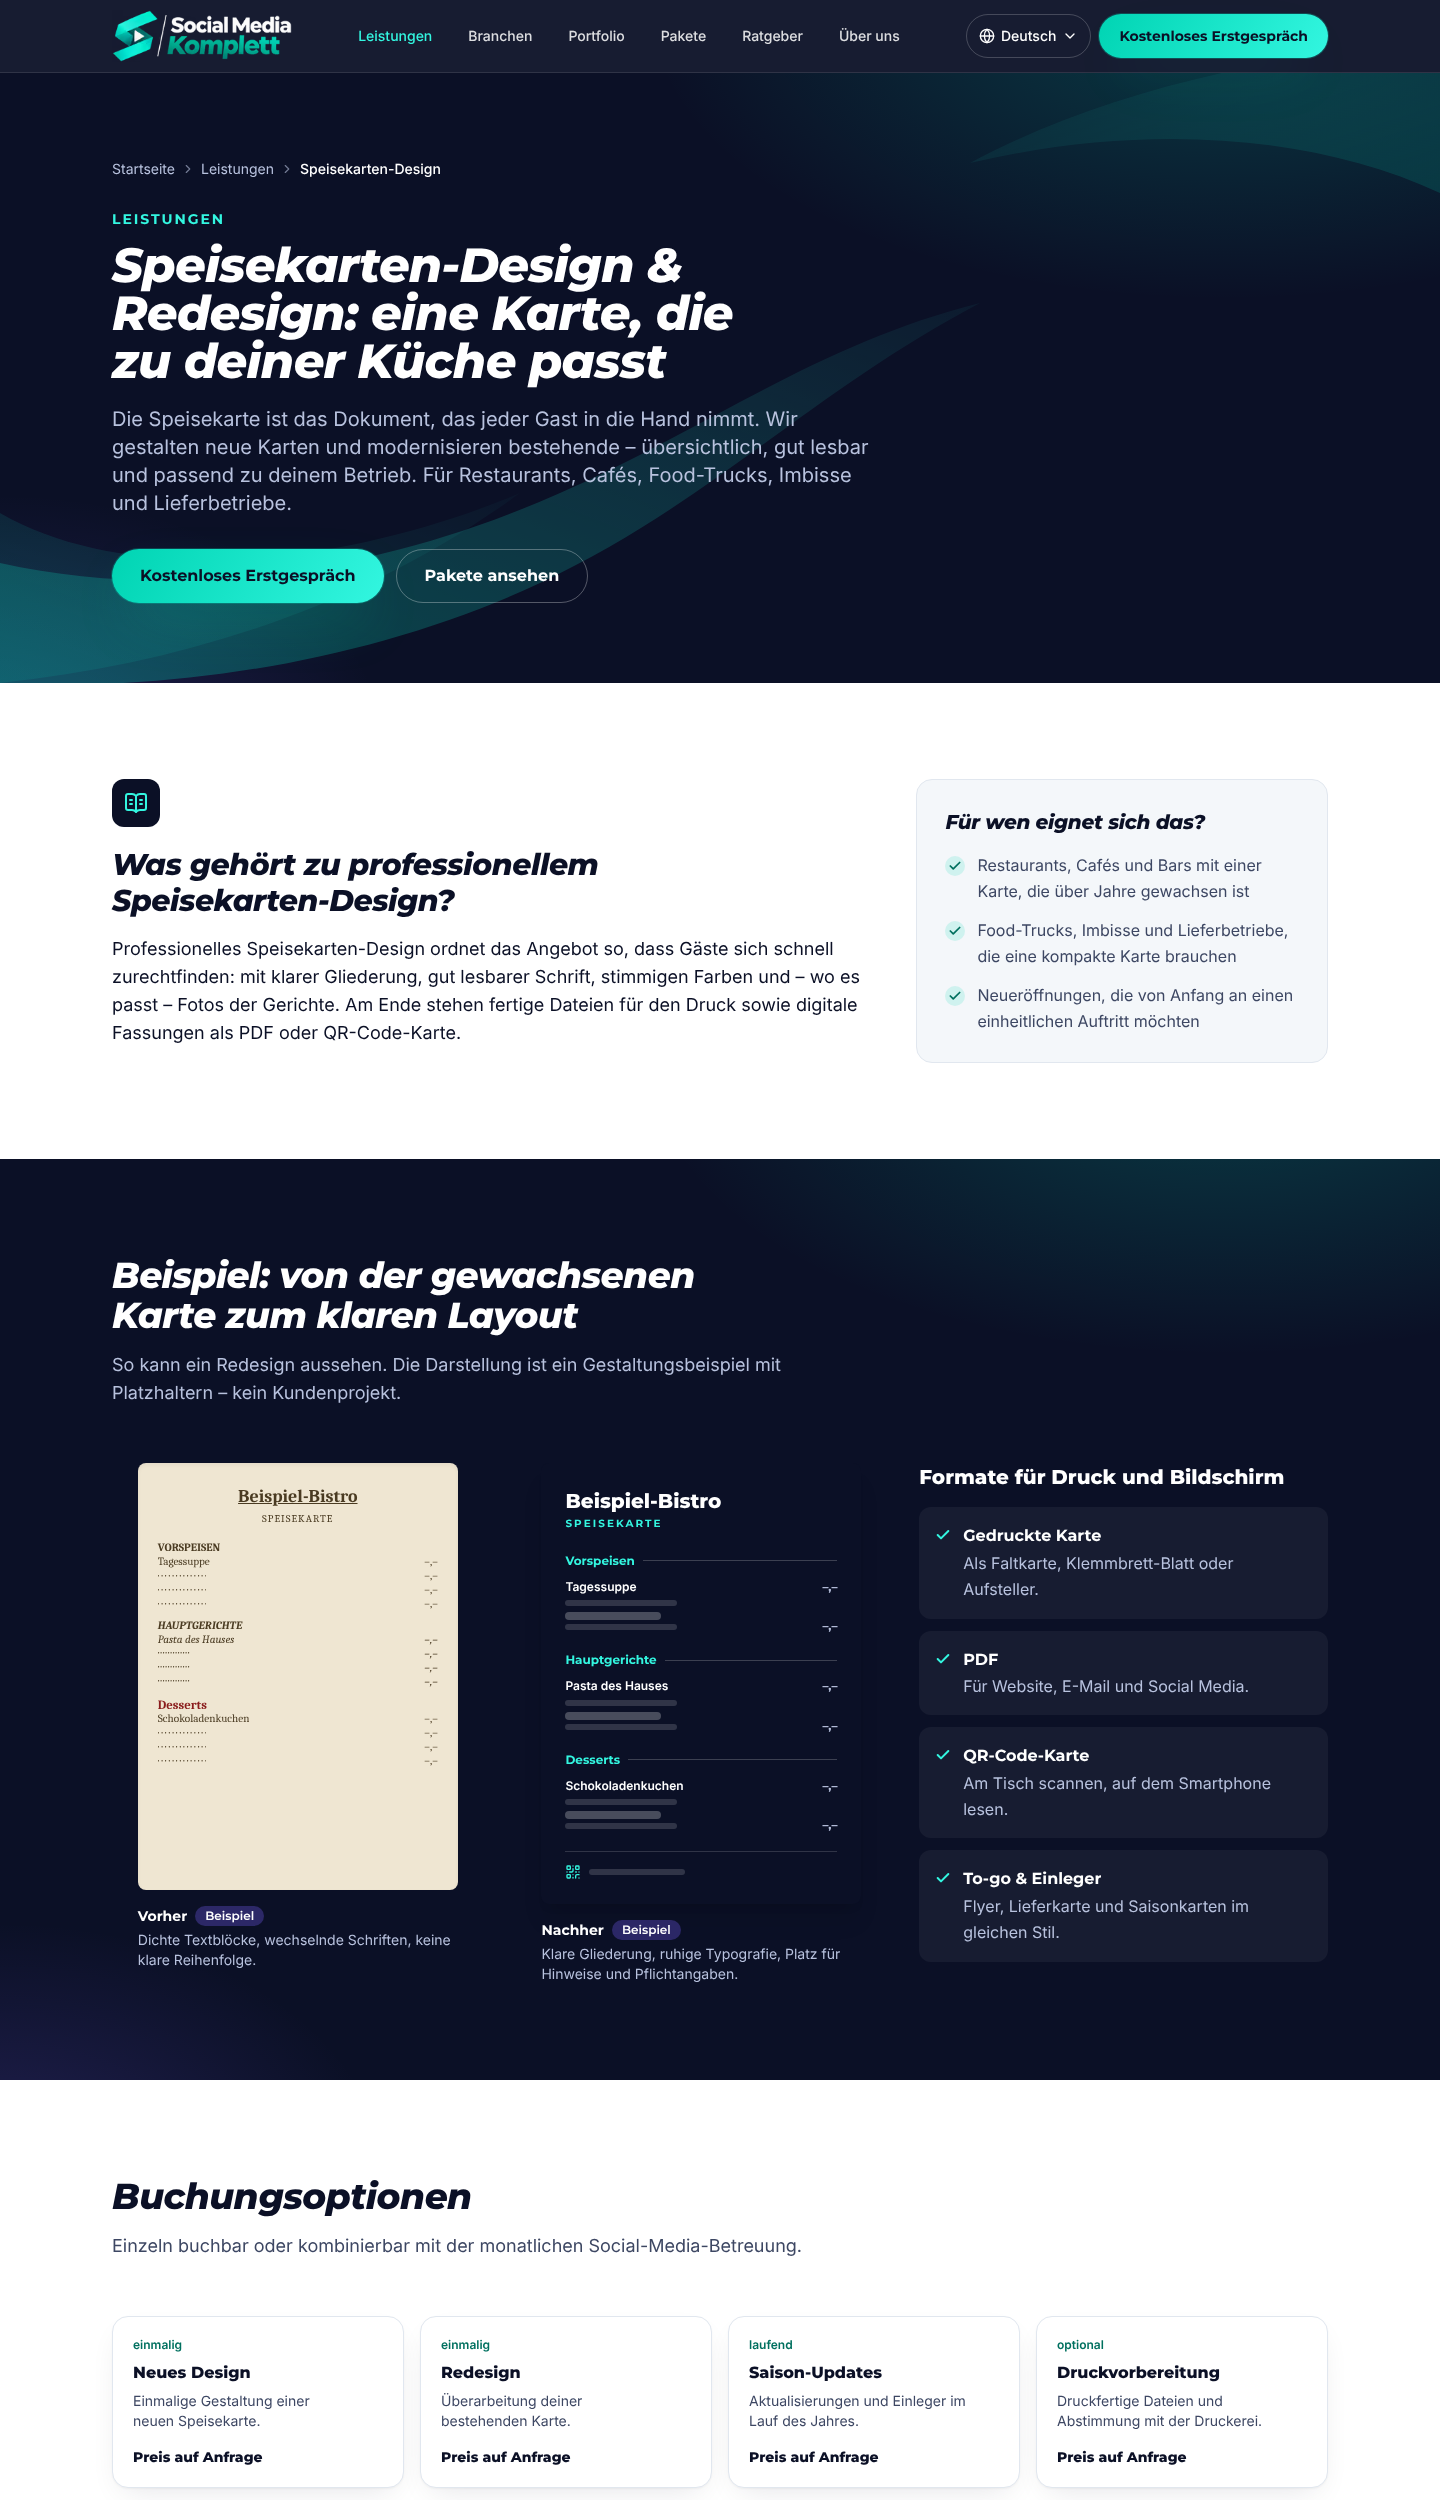 Social Media
Komplett
Leistungen
Branchen
Portfolio
Pakete
Ratgeber
Über uns
Deutsch
Kostenloses Erstgespräch
Startseite
Leistungen
Speisekarten-Design
LEISTUNGEN
Speisekarten-Design &
Redesign: eine Karte, die
zu deiner Küche passt
Die Speisekarte ist das Dokument, das jeder Gast in die Hand nimmt. Wir
gestalten neue Karten und modernisieren bestehende – übersichtlich, gut lesbar
und passend zu deinem Betrieb. Für Restaurants, Cafés, Food-Trucks, Imbisse
und Lieferbetriebe.
Kostenloses Erstgespräch
Pakete ansehen
Was gehört zu professionellem
Speisekarten-Design?
Professionelles Speisekarten-Design ordnet das Angebot so, dass Gäste sich schnell
zurechtfinden: mit klarer Gliederung, gut lesbarer Schrift, stimmigen Farben und – wo es
passt – Fotos der Gerichte. Am Ende stehen fertige Dateien für den Druck sowie digitale
Fassungen als PDF oder QR-Code-Karte.
Für wen eignet sich das?
Restaurants, Cafés und Bars mit einer
Karte, die über Jahre gewachsen ist
Food-Trucks, Imbisse und Lieferbetriebe,
die eine kompakte Karte brauchen
Neueröffnungen, die von Anfang an einen
einheitlichen Auftritt möchten
Beispiel: von der gewachsenen
Karte zum klaren Layout
So kann ein Redesign aussehen. Die Darstellung ist ein Gestaltungsbeispiel mit
Platzhaltern – kein Kundenprojekt.
Beispiel-Bistro
SPEISEKARTE
VORSPEISEN
Tagessuppe –,–
.............. –,–
.............. –,–
.............. –,–
HAUPTGERICHTE
Pasta des Hauses –,–
.............. –,–
.............. –,–
.............. –,–
Desserts
Schokoladenkuchen –,–
.............. –,–
.............. –,–
.............. –,–
Vorher Beispiel
Dichte Textblöcke, wechselnde Schriften, keine
klare Reihenfolge.
Beispiel-Bistro
SPEISEKARTE
Vorspeisen
Tagessuppe –,–
–,–
Hauptgerichte
Pasta des Hauses –,–
–,–
Desserts
Schokoladenkuchen –,–
–,–
Nachher Beispiel
Klare Gliederung, ruhige Typografie, Platz für
Hinweise und Pflichtangaben.
Formate für Druck und Bildschirm
Gedruckte Karte
Als Faltkarte, Klemmbrett-Blatt oder
Aufsteller.
PDF
Für Website, E-Mail und Social Media.
QR-Code-Karte
Am Tisch scannen, auf dem Smartphone
lesen.
To-go & Einleger
Flyer, Lieferkarte und Saisonkarten im
gleichen Stil.
Buchungsoptionen
Einzeln buchbar oder kombinierbar mit der monatlichen Social-Media-Betreuung.
einmalig
Neues Design
Einmalige Gestaltung einer
neuen Speisekarte.
Preis auf Anfrage
einmalig
Redesign
Überarbeitung deiner
bestehenden Karte.
Preis auf Anfrage
laufend
Saison-Updates
Aktualisierungen und Einleger im
Lauf des Jahres.
Preis auf Anfrage
optional
Druckvorbereitung
Druckfertige Dateien und
Abstimmung mit der Druckerei.
Preis auf Anfrage